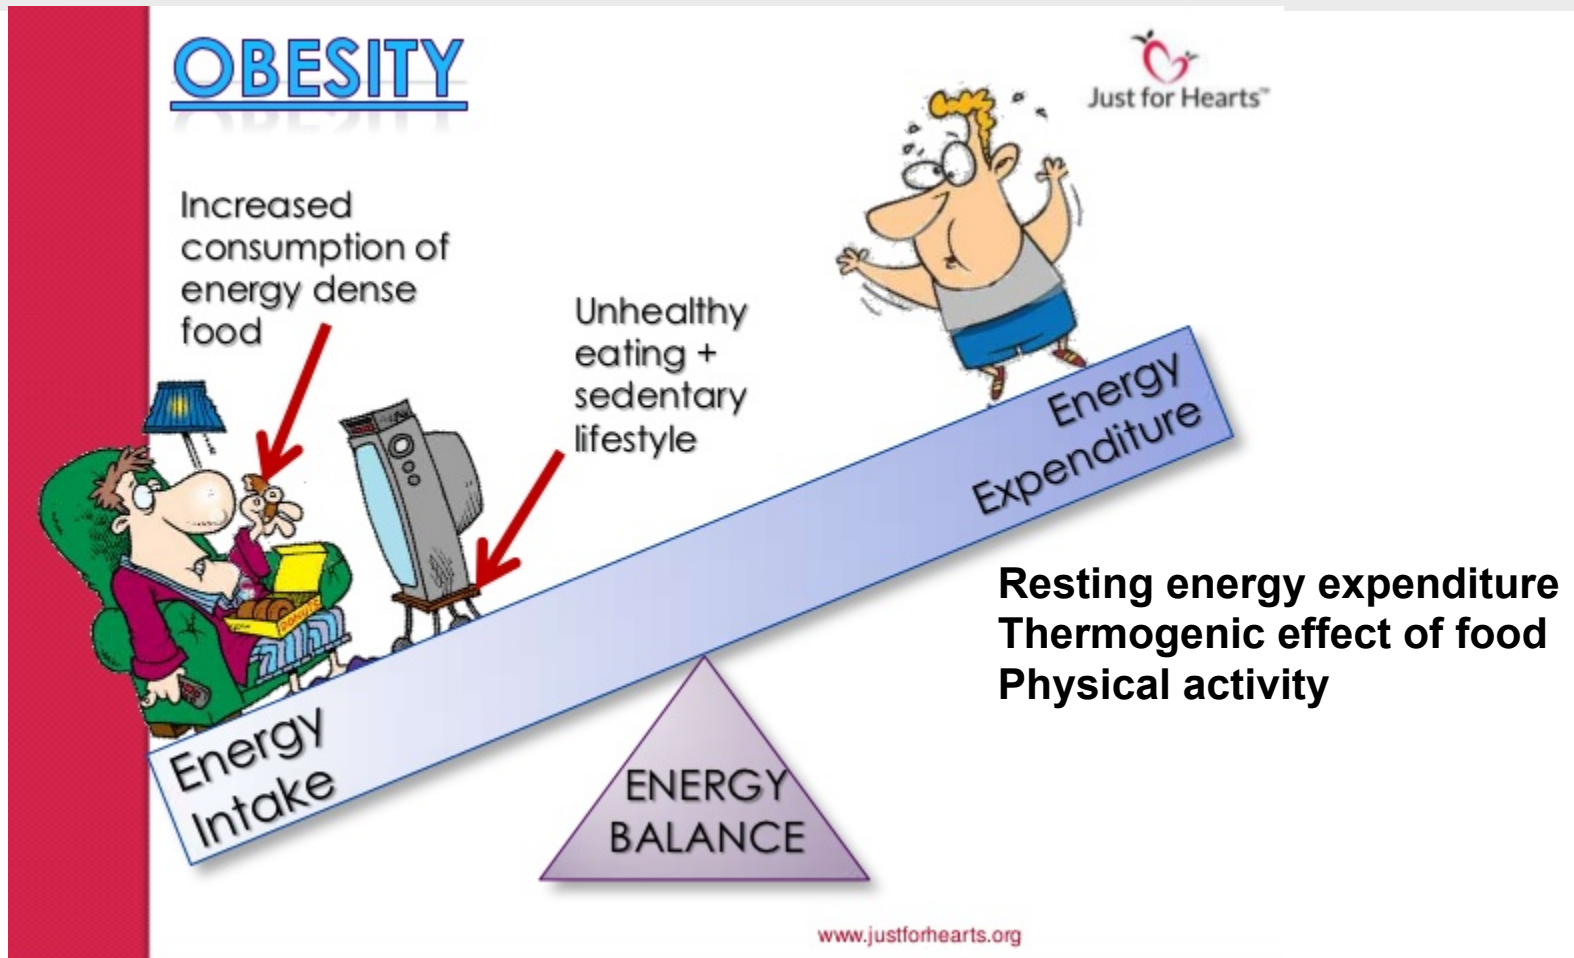 OBESITY
Just for Hearts™
Increased
consumption of
energy dense
food
Unhealthy
eating +
sedentary
lifestyle
DONUTS
Energy
Expenditure
Resting energy expenditure
Thermogenic effect of food
Physical activity
Energy
Intake
ENERGY
BALANCE
www.justforhearts.org